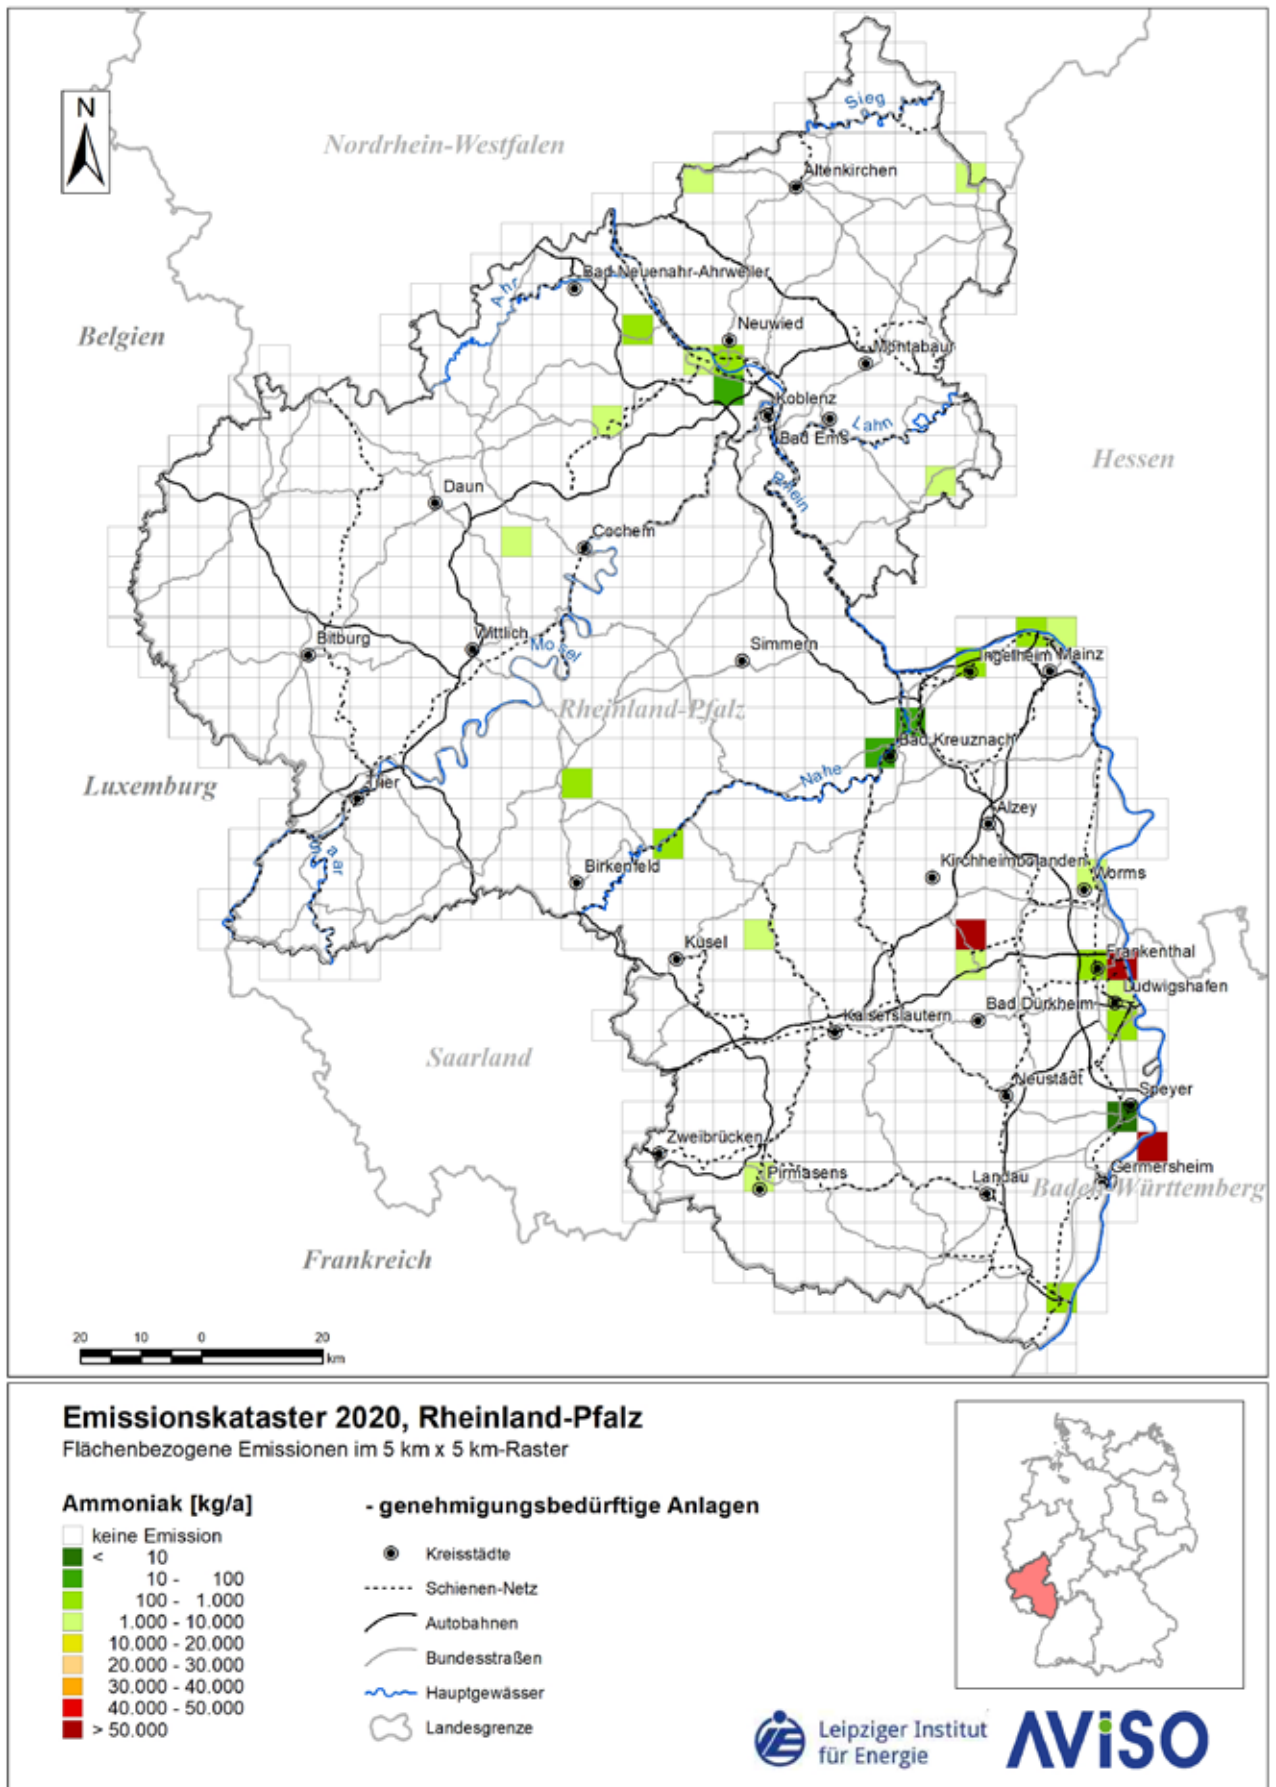 N
Nordrhein-Westfalen
Sieg
Altenkirchen
Ahr
Bad Neuenahr-Ahrweiler
Belgien
Neuwied
Montabaur
Koblenz
Bad Ems
Lahn
Hessen
Rhein
Daun
Cochem
Bitburg
Wittlich
Mosel
Simmern
Ingelheim
Mainz
Rheinland-Pfalz
Bad Kreuznach
Nahe
Luxemburg
Trier
Alzey
Saar
Birkenfeld
Kirchheimbolanden
Worms
Kusel
Frankenthal
Ludwigshafen
Bad Dürkheim
Kaiserslautern
Saarland
Neustadt
Speyer
Zweibrücken
Pirmasens
Landau
Germersheim
Baden-Württemberg
Frankreich
20 10 0 20
km
Emissionskataster 2020, Rheinland-Pfalz
Flächenbezogene Emissionen im 5 km x 5 km-Raster
Ammoniak [kg/a]
keine Emission
< 10
10 - 100
100 - 1.000
1.000 - 10.000
10.000 - 20.000
20.000 - 30.000
30.000 - 40.000
40.000 - 50.000
> 50.000
- genehmigungsbedürftige Anlagen
Kreisstädte
Schienen-Netz
Autobahnen
Bundesstraßen
Hauptgewässer
Landesgrenze
Leipziger Institut
für Energie
AViSO